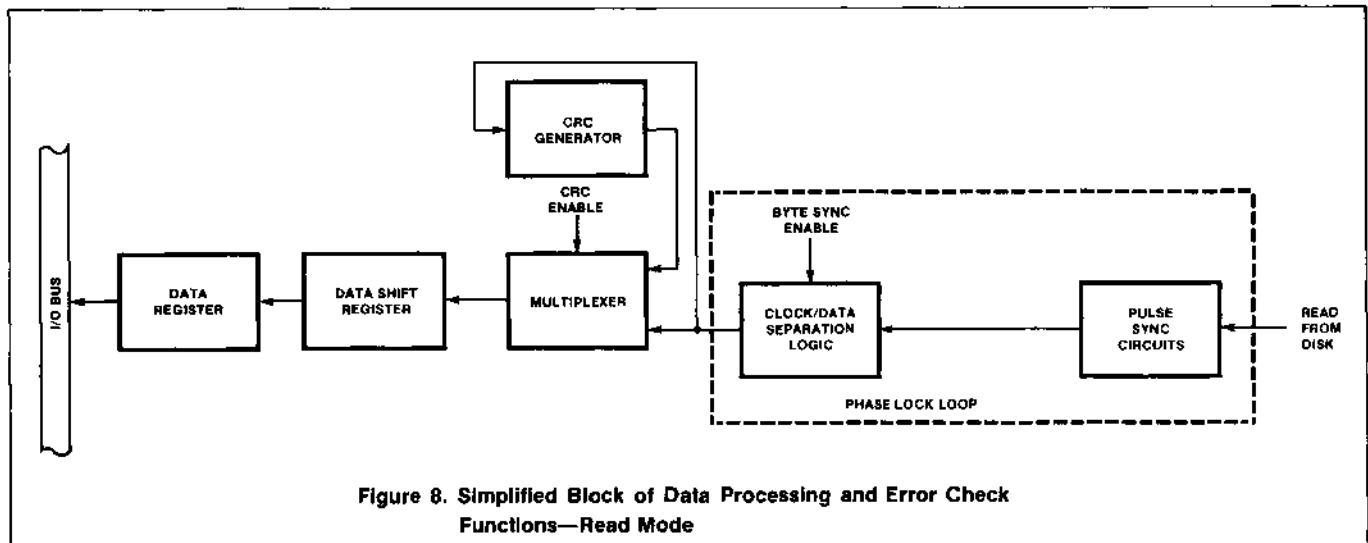 CRC
GENERATOR
CRC
ENABLE
BYTE SYNC
ENABLE
I/O BUS
DATA
REGISTER
DATA SHIFT
REGISTER
MULTIPLEXER
CLOCK/DATA
SEPARATION
LOGIC
PULSE
SYNC
CIRCUITS
READ
FROM
DISK
PHASE LOCK LOOP
Figure 8. Simplified Block of Data Processing and Error Check
Functions—Read Mode